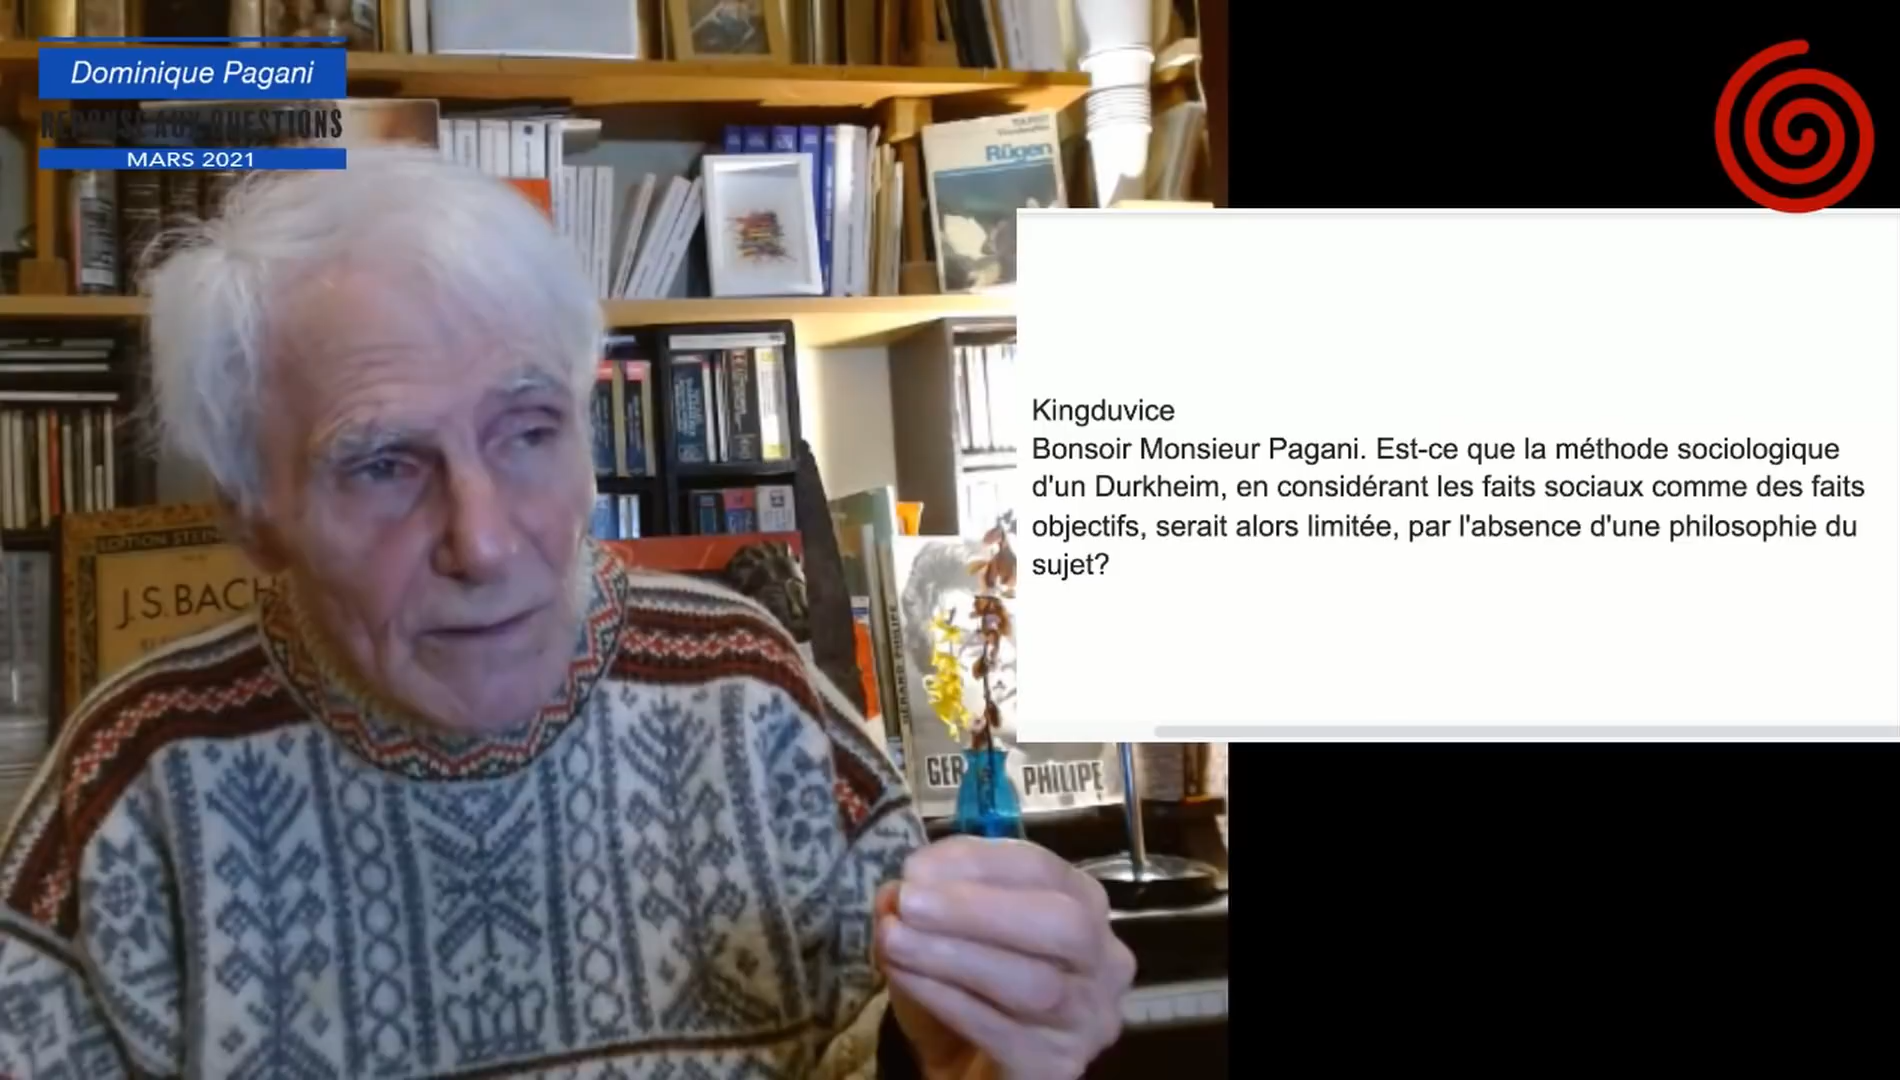 Dominique Pagani
REPONSE AUX QUESTIONS
MARS 2021
Rügen
Kingduvice
Bonsoir Monsieur Pagani. Est-ce que la méthode sociologique
d'un Durkheim, en considérant les faits sociaux comme des faits
objectifs, serait alors limitée, par l'absence d'une philosophie du
sujet?
J.S. BACH
GERARD PHILIPE
PHILIPE